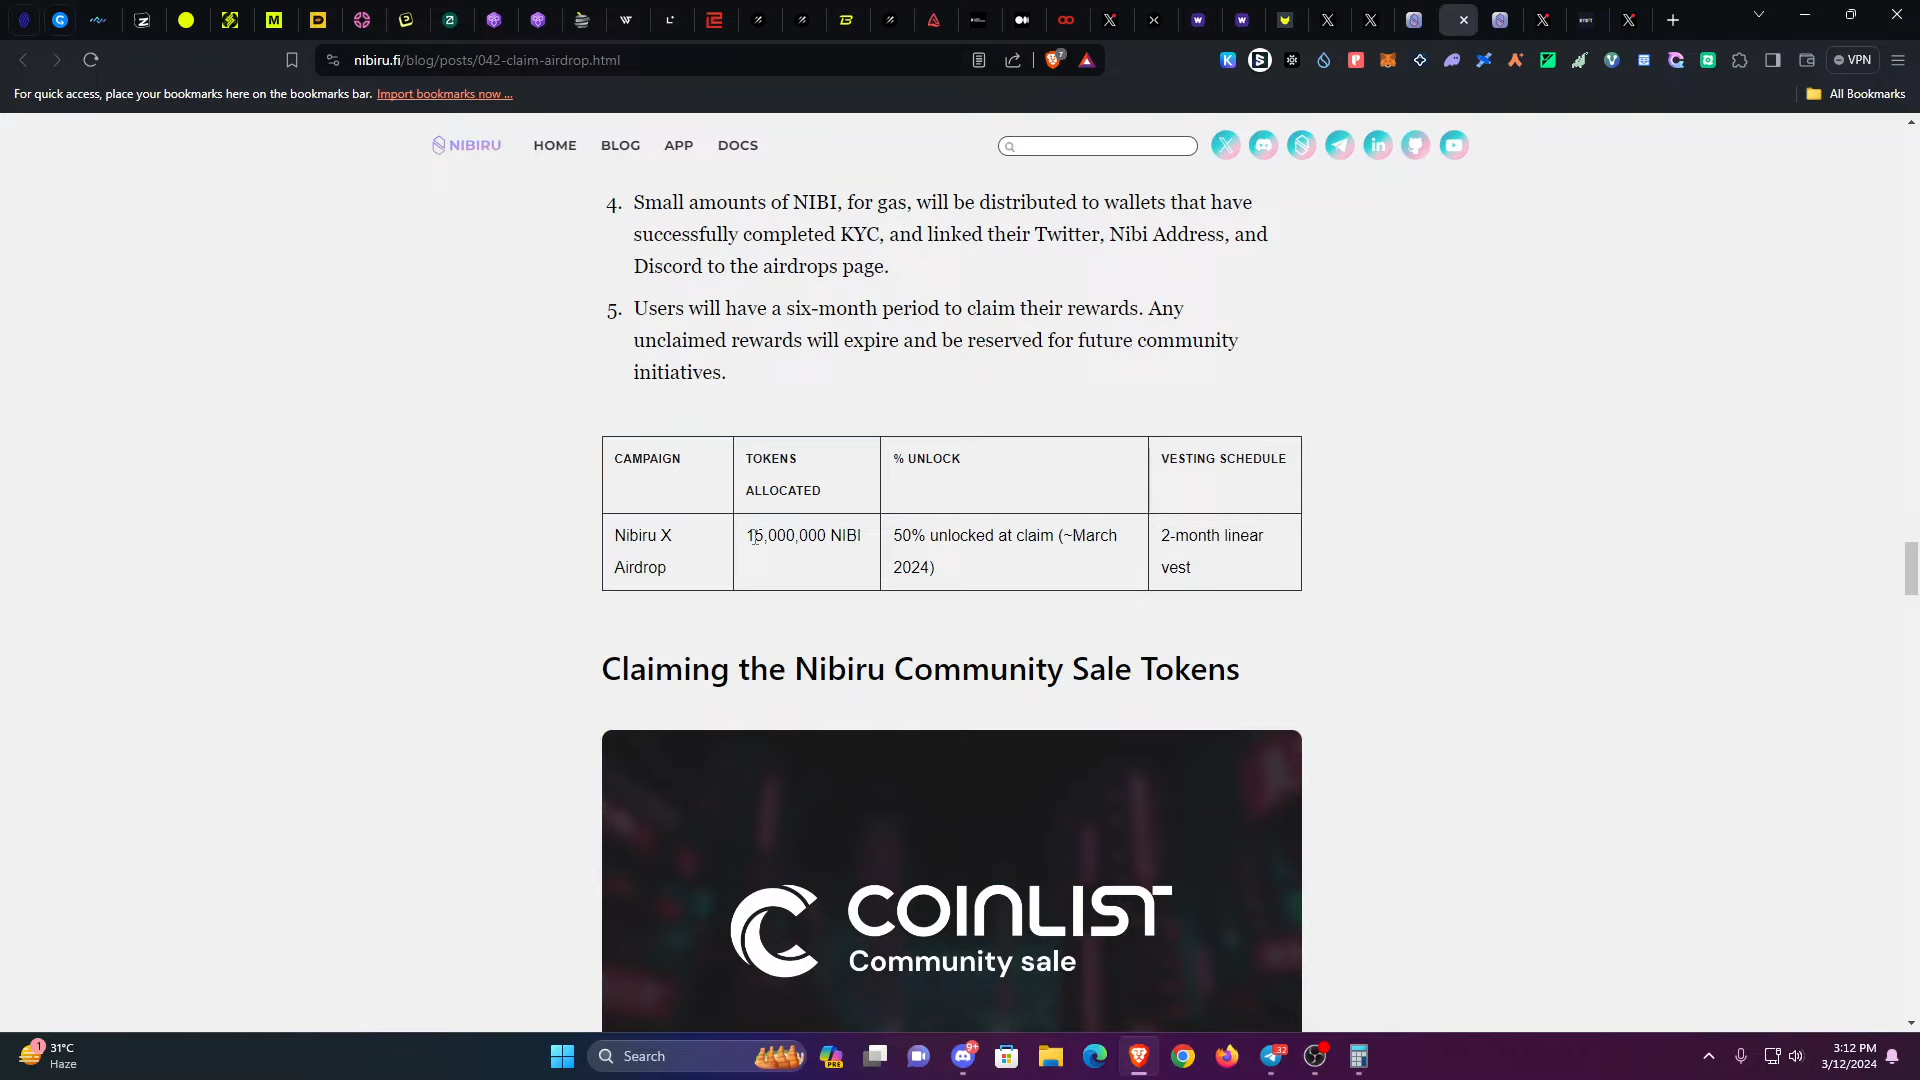 nibiru.fi/blog/posts/042-claim-airdrop.html
VPN
For quick access, place your bookmarks here on the bookmarks bar. Import bookmarks now ...
All Bookmarks
NIBIRU HOME BLOG APP DOCS
4. Small amounts of NIBI, for gas, will be distributed to wallets that have
successfully completed KYC, and linked their Twitter, Nibi Address, and
Discord to the airdrops page.
5. Users will have a six-month period to claim their rewards. Any
unclaimed rewards will expire and be reserved for future community
initiatives.
CAMPAIGN
TOKENS
ALLOCATED
% UNLOCK
VESTING SCHEDULE
Nibiru X
Airdrop
15,000,000 NIBI
50% unlocked at claim (~March
2024)
2-month linear
vest
Claiming the Nibiru Community Sale Tokens
COINLIST
Community sale
31°C
Haze
Search
3:12 PM
3/12/2024